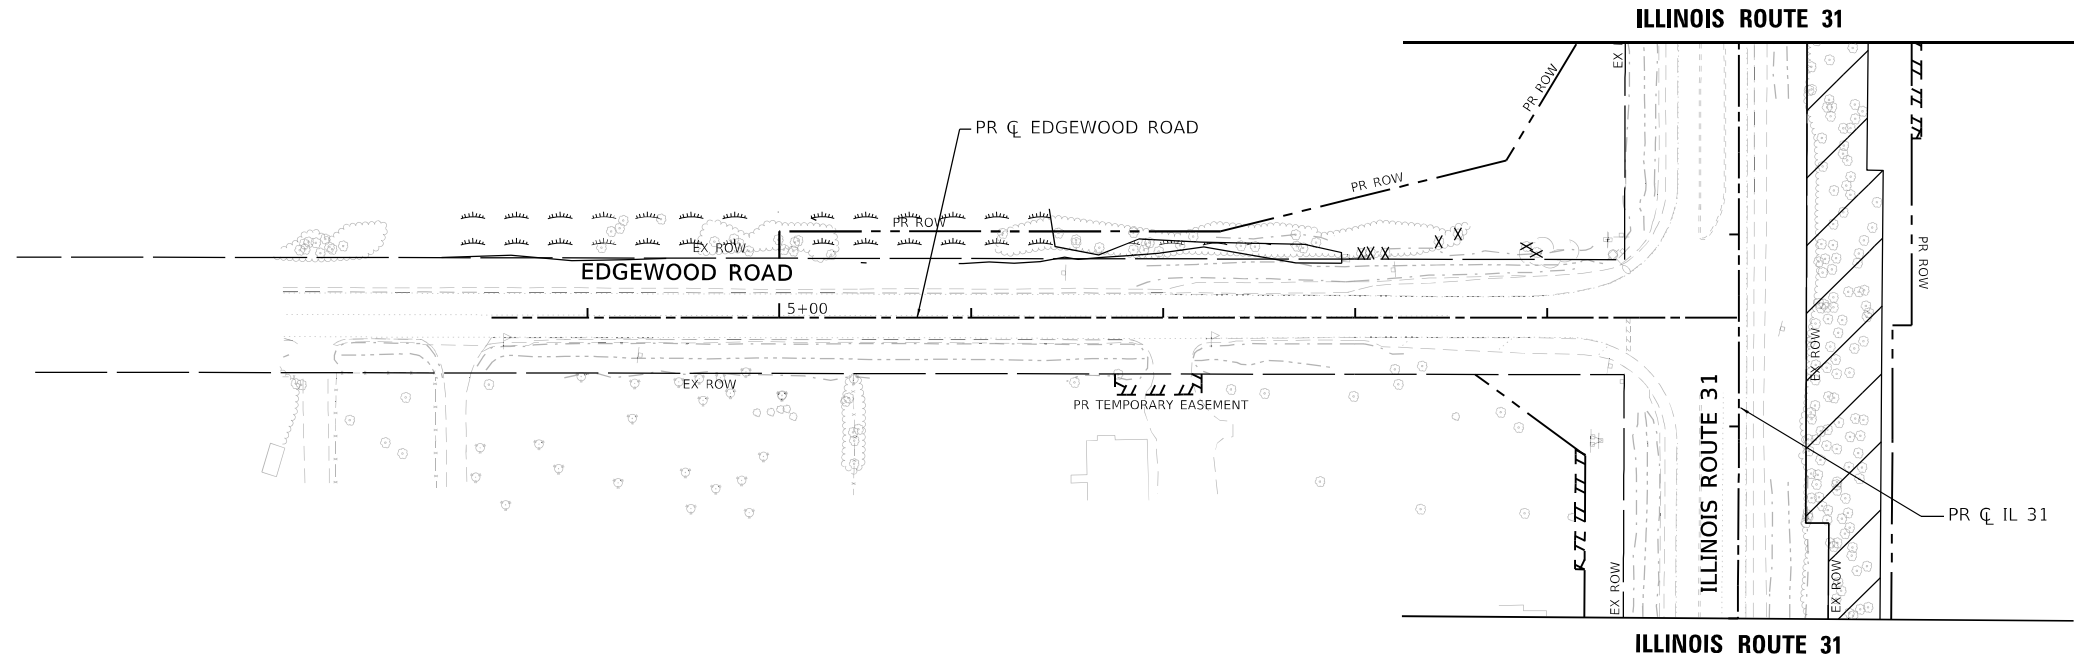 ILLINOIS ROUTE 31
EX
PR ROW
PR ℄ EDGEWOOD ROAD
PR ROW
PR ROW
EX ROW
PR ROW
EDGEWOOD ROAD
5+00
XX X X X X X
EX ROW
EX ROW
PR TEMPORARY EASEMENT
ILLINOIS ROUTE 31
PR ℄ IL 31
EX ROW
EX ROW
ILLINOIS ROUTE 31